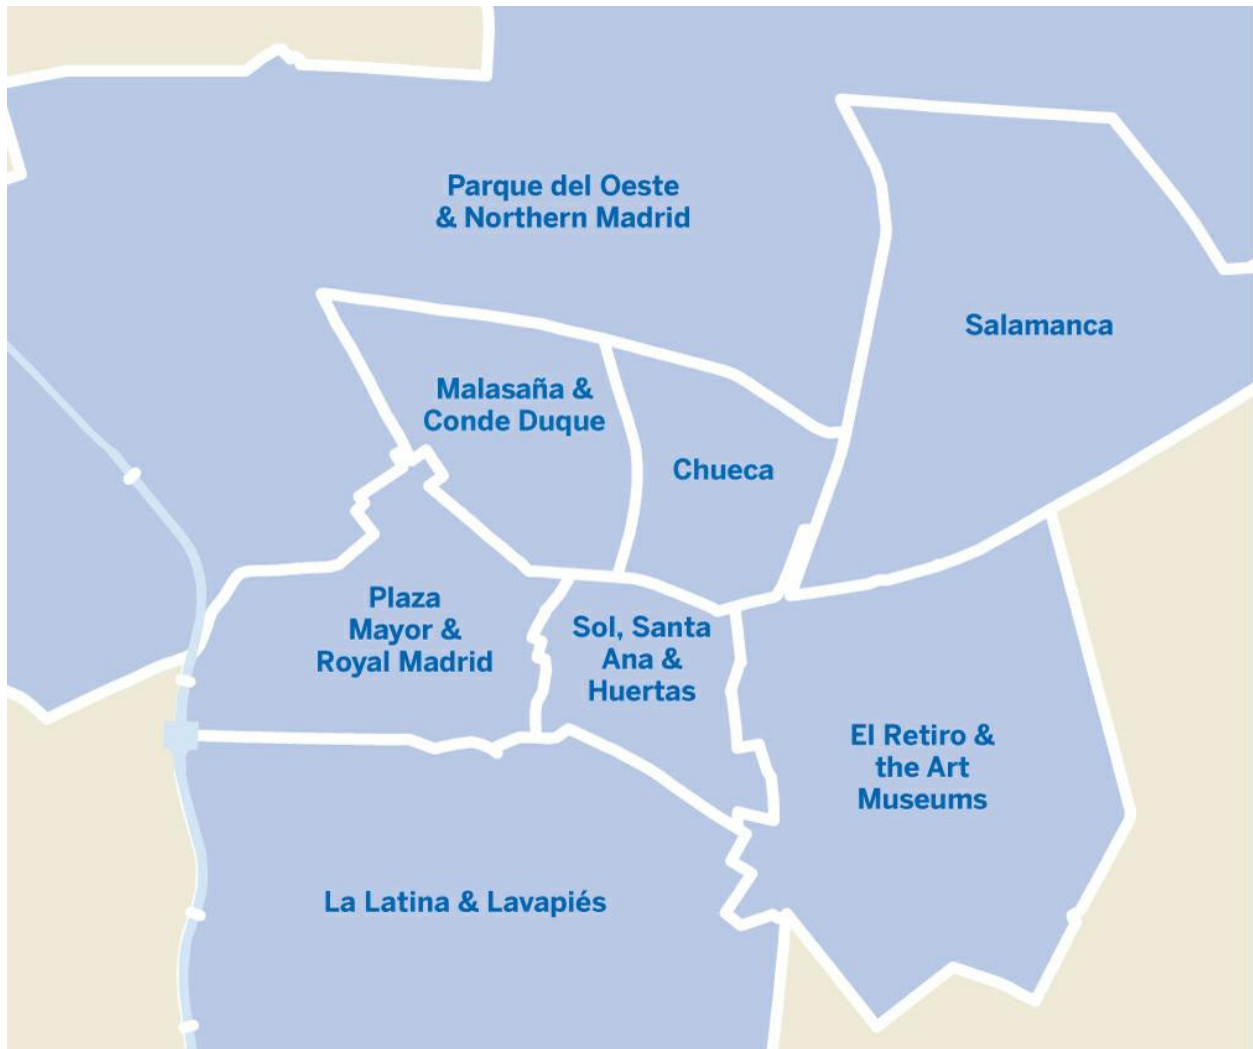 Parque del Oeste
& Northern Madrid
Salamanca
Malasaña &
Conde Duque
Chueca
Plaza
Mayor &
Royal Madrid
Sol, Santa
Ana &
Huertas
El Retiro &
the Art
Museums
La Latina & Lavapiés